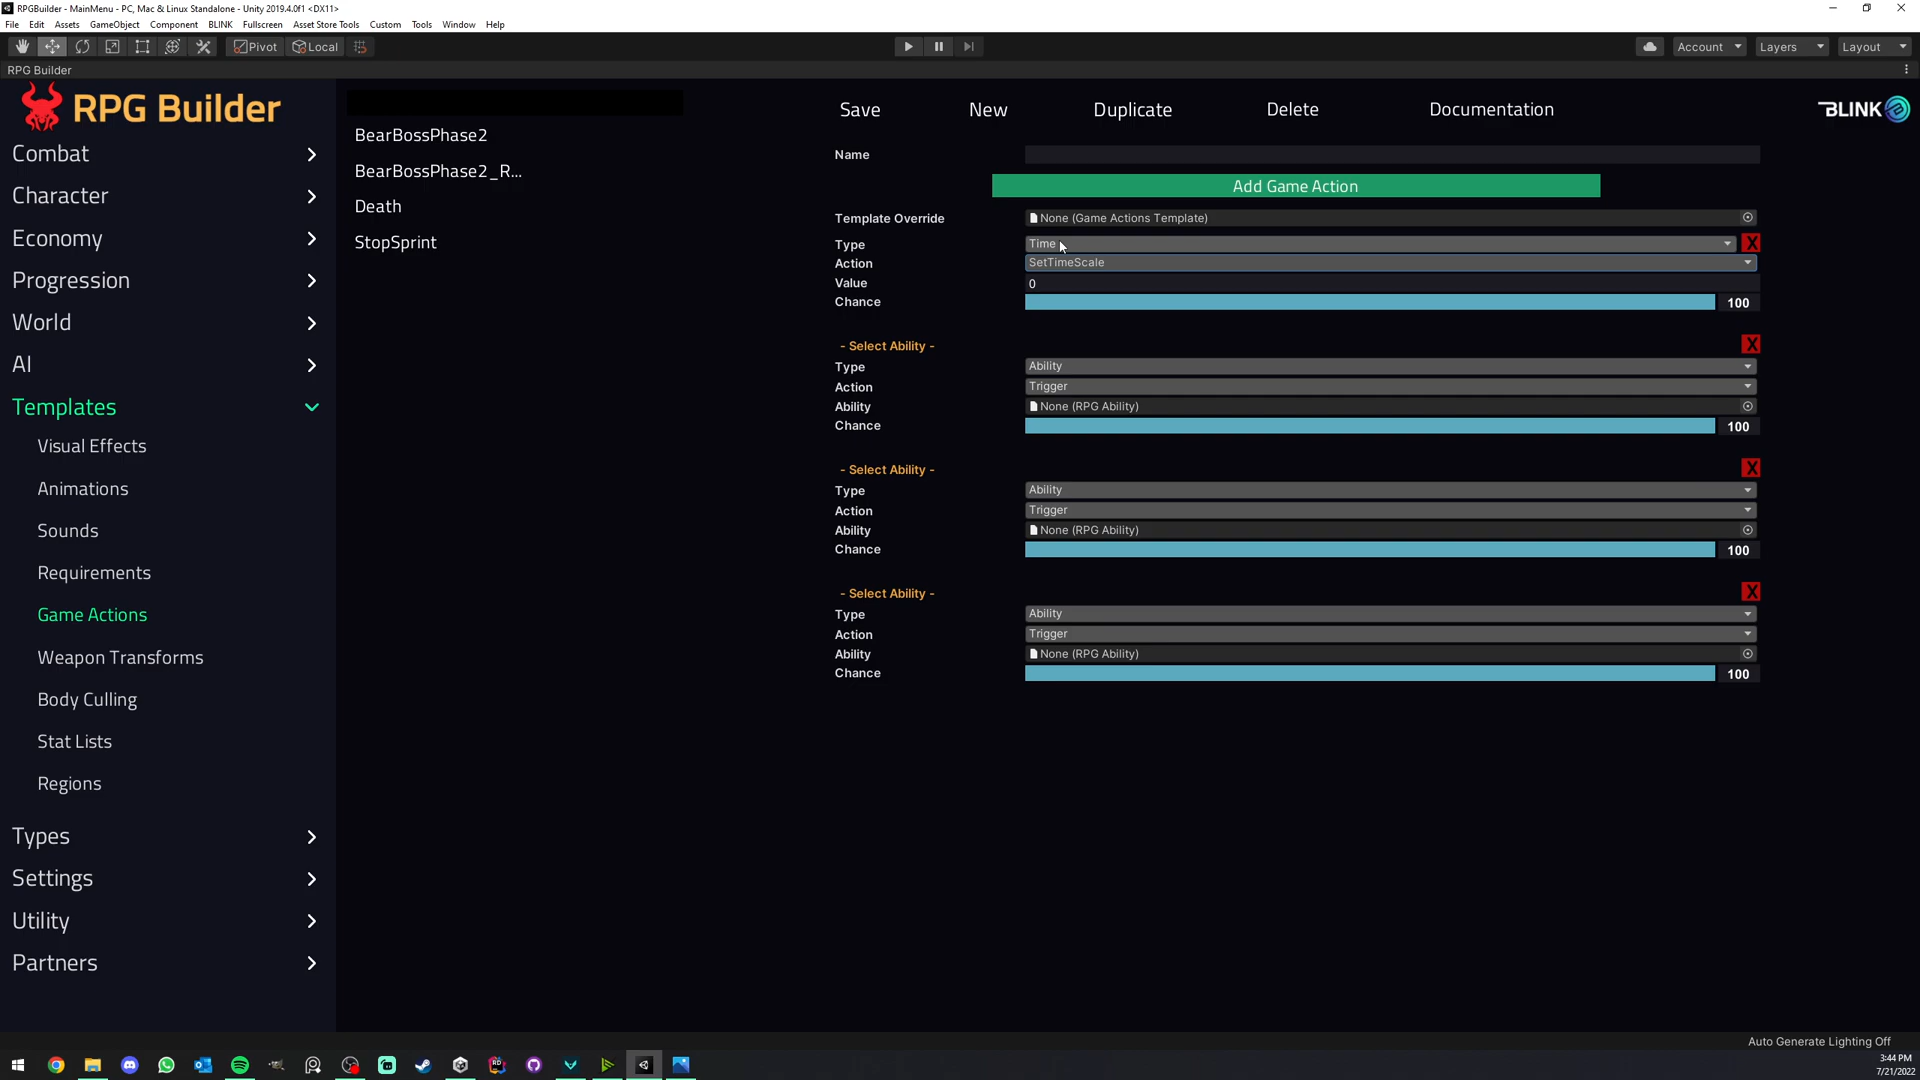 RPGBuilder - MainMenu - PC, Mac & Linux Standalone - Unity 2019.4.0f1 <DX11>
File Edit Assets GameObject Component BLINK Fullscreen Asset Store Tools Custom Tools Window Help
Pivot Local Account Layers Layout
RPG Builder
RPG Builder
Combat
Character
Economy
Progression
World
AI
Templates
Visual Effects
Animations
Sounds
Requirements
Game Actions
Weapon Transforms
Body Culling
Stat Lists
Regions
Types
Settings
Utility
Partners
BearBossPhase2
BearBossPhase2_R...
Death
StopSprint
Save New Duplicate Delete Documentation
BLINK
Name
Add Game Action
Template Override None (Game Actions Template)
Type Time X
Action SetTimeScale
Value 0
Chance 100
- Select Ability - X
Type Ability
Action Trigger
Ability None (RPG Ability)
Chance 100
- Select Ability - X
Type Ability
Action Trigger
Ability None (RPG Ability)
Chance 100
- Select Ability - X
Type Ability
Action Trigger
Ability None (RPG Ability)
Chance 100
Auto Generate Lighting Off
3:44 PM
7/21/2022